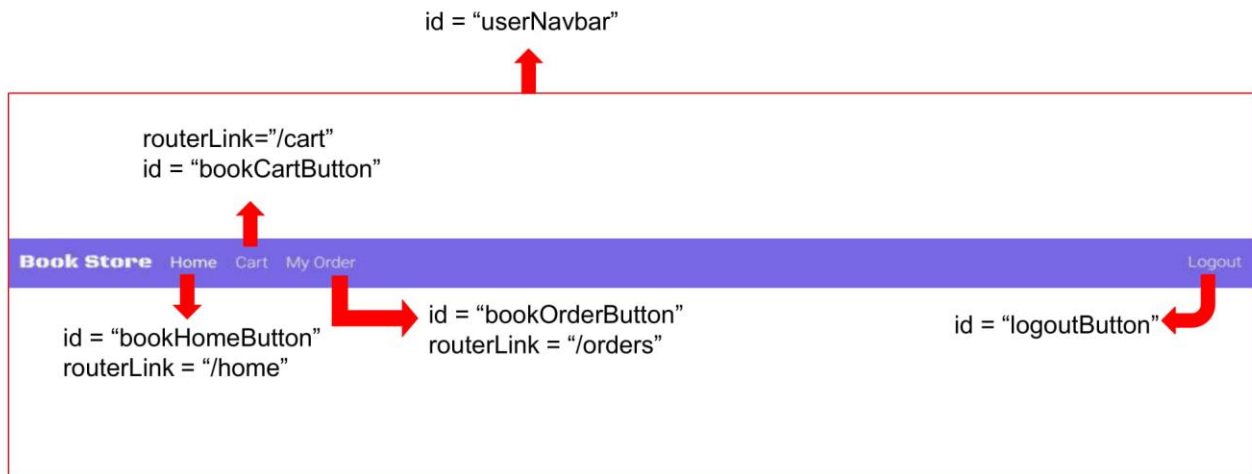 id = “userNavbar”
routerLink=”/cart”
id = “bookCartButton”
Book Store Home Cart My Order Logout
id = “bookHomeButton”
routerLink = “/home”
id = “bookOrderButton”
routerLink = “/orders”
id = “logoutButton”